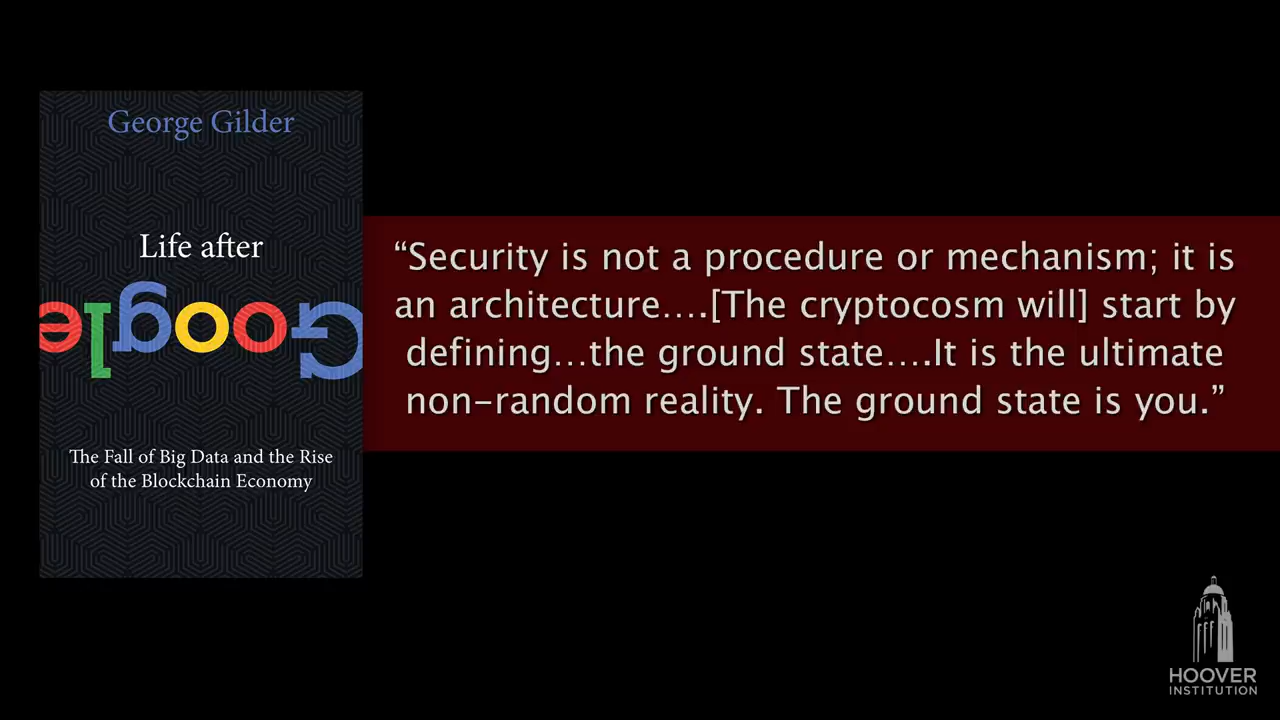 George Gilder
Life after
Google
The Fall of Big Data and the Rise
of the Blockchain Economy
“Security is not a procedure or mechanism; it is
an architecture….[The cryptocosm will] start by
defining…the ground state….It is the ultimate
non-random reality. The ground state is you.”
HOOVER
INSTITUTION